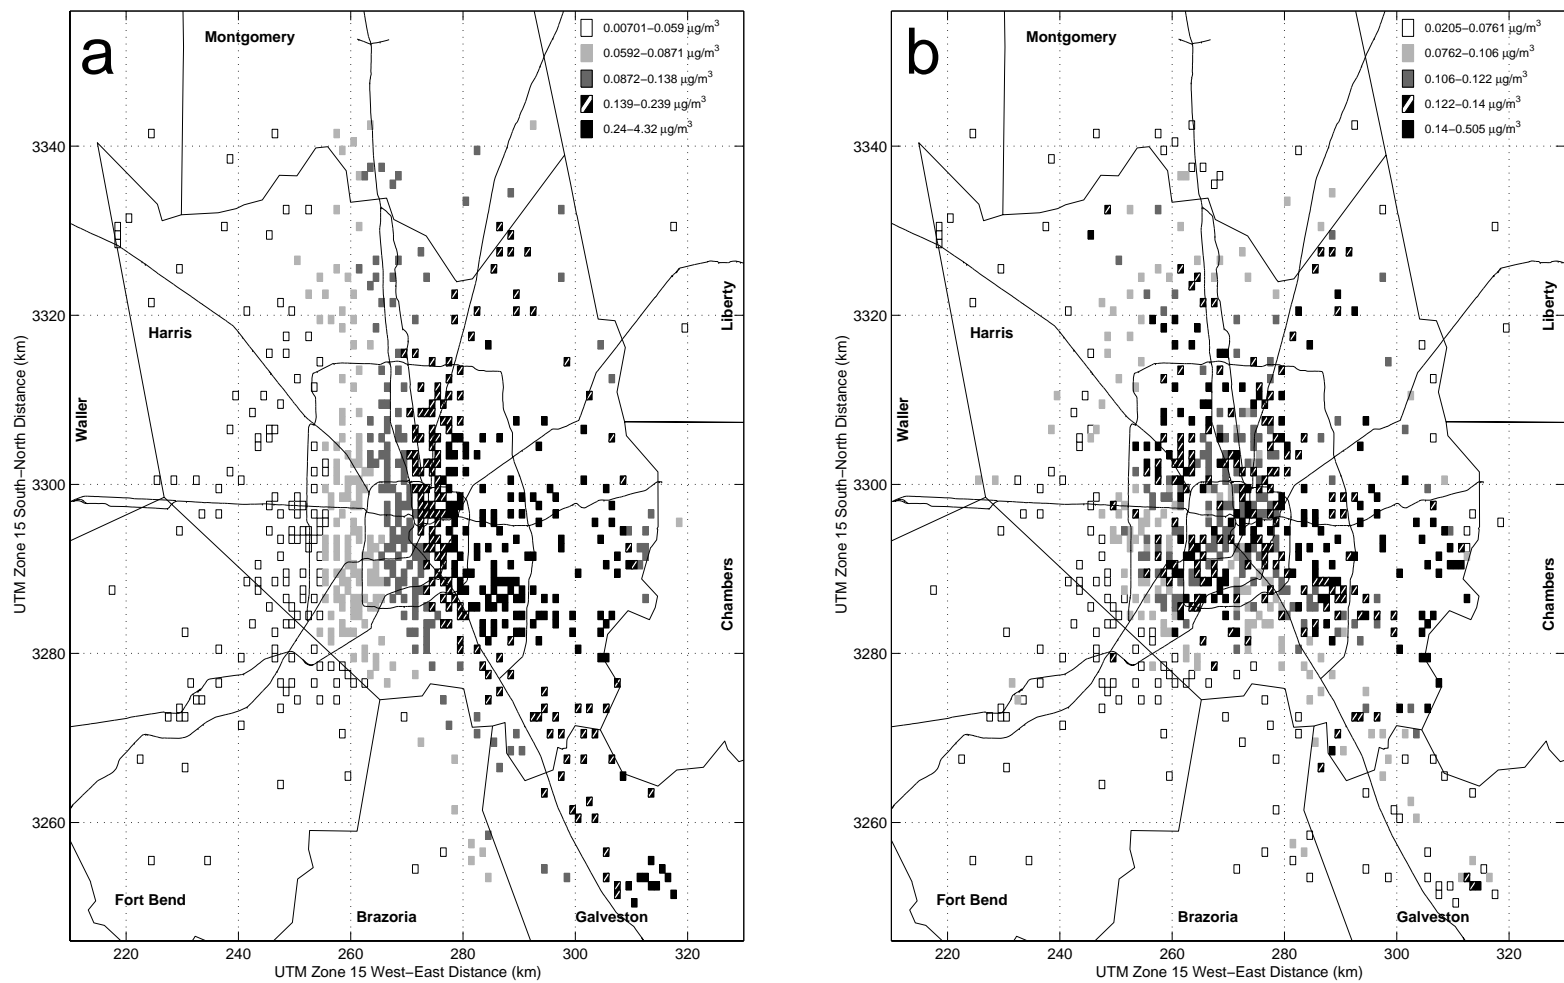 a
Montgomery
0.00701−0.059 µg/m3
0.0592−0.0871 µg/m3
0.0872−0.138 µg/m3
0.139−0.239 µg/m3
0.24−4.32 µg/m3
Harris
Liberty
Waller
Chambers
Fort Bend
Brazoria
Galveston
3340
3320
3300
3280
3260
UTM Zone 15 South−North Distance (km)
220
240
260
280
300
320
UTM Zone 15 West−East Distance (km)
b
Montgomery
0.0205−0.0761 µg/m3
0.0762−0.106 µg/m3
0.106−0.122 µg/m3
0.122−0.14 µg/m3
0.14−0.505 µg/m3
Harris
Liberty
Waller
Chambers
Fort Bend
Brazoria
Galveston
3340
3320
3300
3280
3260
UTM Zone 15 South−North Distance (km)
220
240
260
280
300
320
UTM Zone 15 West−East Distance (km)